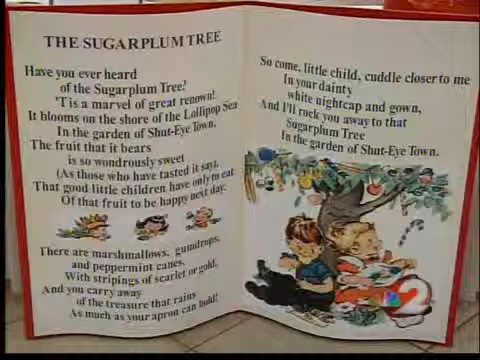 THE SUGARPLUM TREE
Have you ever heard
of the Sugarplum Tree?
'T is a marvel of great renown!
It blooms on the shore of the Lollipop Sea
In the garden of Shut-Eye Town.
The fruit that it bears
is so wondrously sweet
(As those who have tasted it say),
That good little children have only to eat
Of that fruit to be happy next day.
There are marshmallows, gumdrops,
and peppermint canes,
With stripings of scarlet or gold,
And you carry away
of the treasure that rains
As much as your apron can hold!
So come, little child, cuddle closer to me
In your dainty
white nightcap and gown,
And I'll rock you away to that
Sugarplum Tree
In the garden of Shut-Eye Town.
2